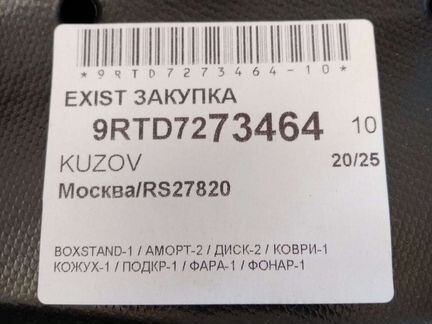 *9RTD7273464-10*
EXIST ЗАКУПКА
9RTD7273464 10
KUZOV 20/25
Москва/RS27820
BOXSTAND-1 / АМОРТ-2 / ДИСК-2 / КОВРИ-1
КОЖУХ-1 / ПОДКР-1 / ФАРА-1 / ФОНАР-1